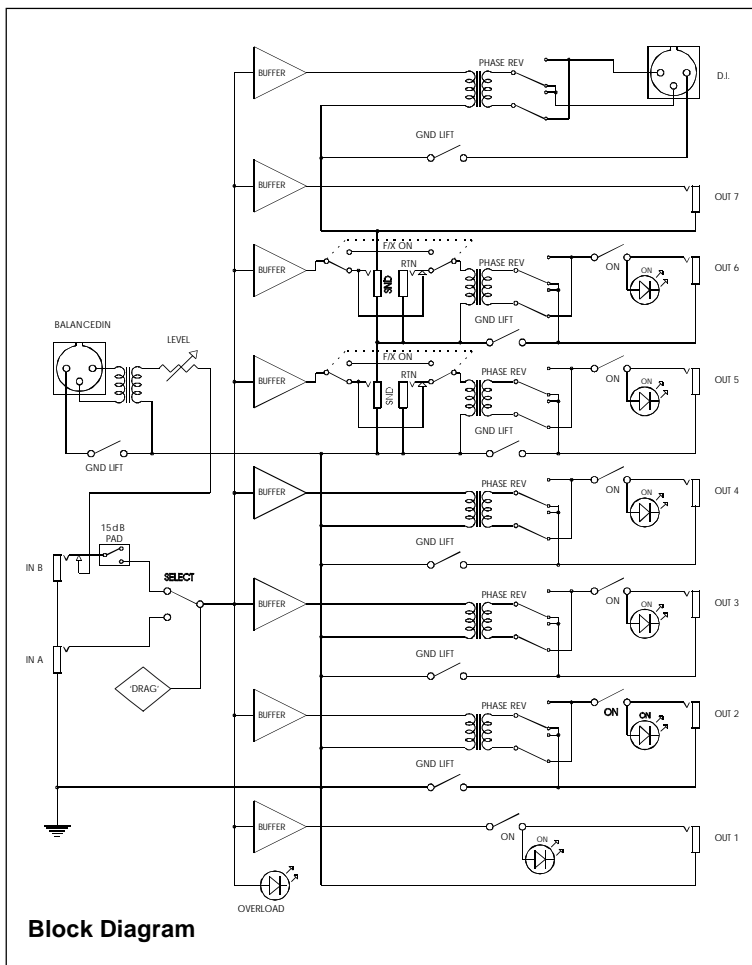 PHASE REV
BUFFER
D.I.
GND LIFT
BUFFER
OUT 7
F/X ON
PHASE REV
BUFFER
RTN
SND
ON
ON
OUT 6
GND LIFT
BALANCEDIN
LEVEL
F/X ON
PHASE REV
BUFFER
RTN
SND
ON
ON
OUT 5
GND LIFT
GND LIFT
PHASE REV
BUFFER
ON
ON
OUT 4
15dB
PAD
GND LIFT
IN B
SELECT
PHASE REV
BUFFER
ON
ON
OUT 3
IN A
GND LIFT
'DRAG'
PHASE REV
BUFFER
ON
ON
OUT 2
GND LIFT
BUFFER
ON
ON
OUT 1
OVERLOAD
Block Diagram